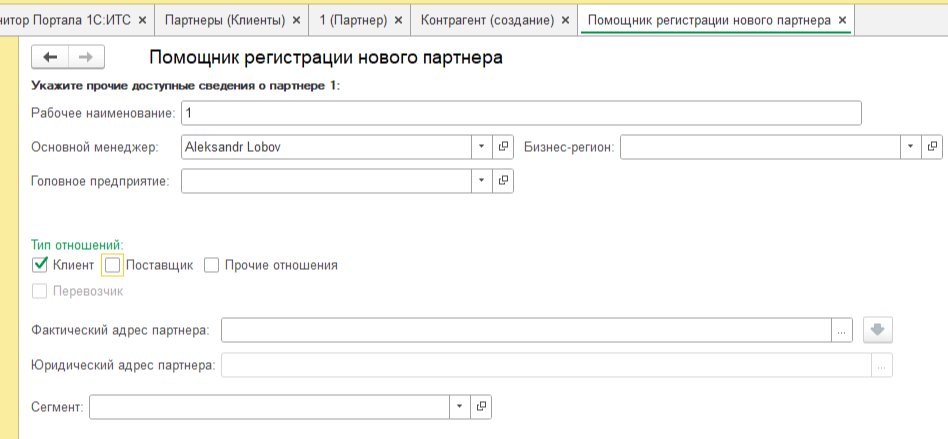 нитор Портала 1С:ИТС × Партнеры (Клиенты) × 1 (Партнер) × Контрагент (создание) × Помощник регистрации нового партнера ×
Помощник регистрации нового партнера
Укажите прочие доступные сведения о партнере 1:
Рабочее наименование: 1
Основной менеджер: Aleksandr Lobov Бизнес-регион:
Головное предприятие:
Тип отношений:
Клиент Поставщик Прочие отношения
Перевозчик
Фактический адрес партнера: ...
Юридический адрес партнера: ...
Сегмент: